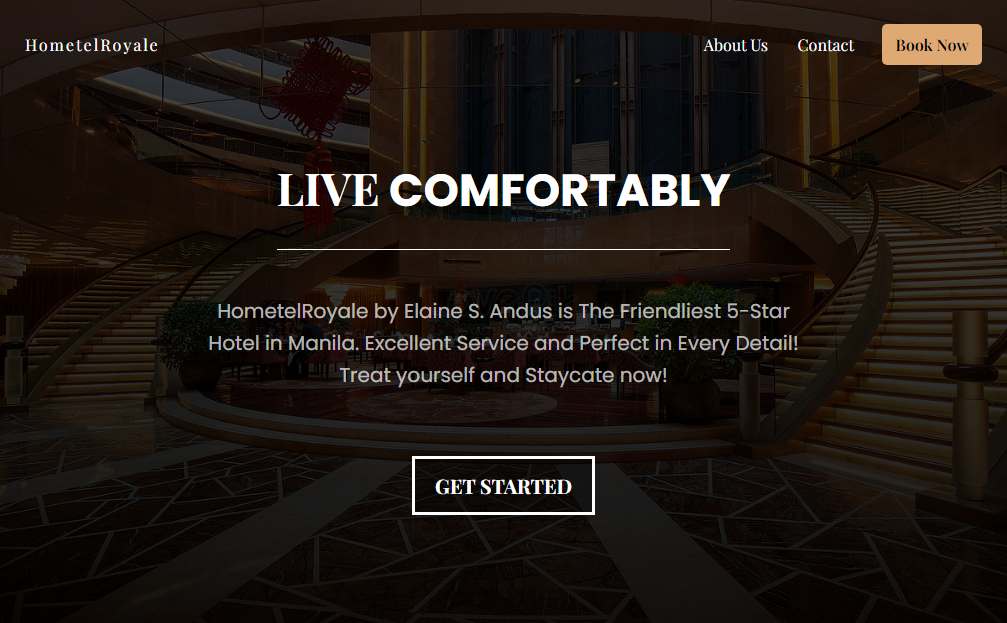 HometelRoyale
About Us
Contact
Book Now
LIVE COMFORTABLY
HometelRoyale by Elaine S. Andus is The Friendliest 5-Star
Hotel in Manila. Excellent Service and Perfect in Every Detail!
Treat yourself and Staycate now!
GET STARTED